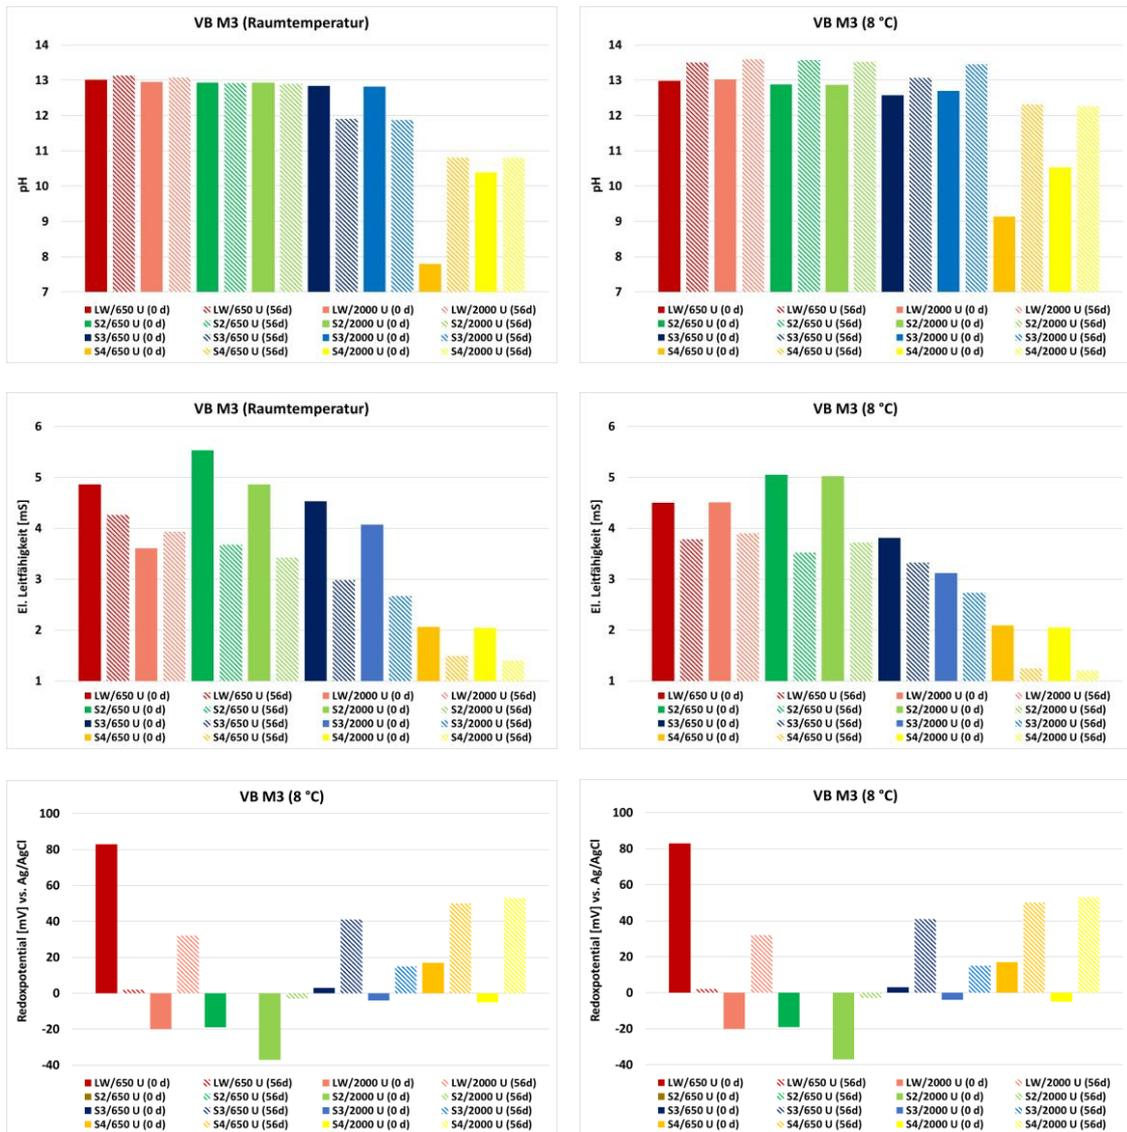 VB M3 (Raumtemperatur)
pH
14
13
12
11
10
9
8
7
LW/650 U (0 d) LW/650 U (56d) LW/2000 U (0 d) LW/2000 U (56d)
S2/650 U (0 d) S2/650 U (56d) S2/2000 U (0 d) S2/2000 U (56d)
S3/650 U (0 d) S3/650 U (56d) S3/2000 U (0 d) S3/2000 U (56d)
S4/650 U (0 d) S4/650 U (56d) S4/2000 U (0 d) S4/2000 U (56d)
VB M3 (8 °C)
pH
14
13
12
11
10
9
8
7
LW/650 U (0 d) LW/650 U (56d) LW/2000 U (0 d) LW/2000 U (56d)
S2/650 U (0 d) S2/650 U (56d) S2/2000 U (0 d) S2/2000 U (56d)
S3/650 U (0 d) S3/650 U (56d) S3/2000 U (0 d) S3/2000 U (56d)
S4/650 U (0 d) S4/650 U (56d) S4/2000 U (0 d) S4/2000 U (56d)
VB M3 (Raumtemperatur)
El. Leitfähigkeit [mS]
6
5
4
3
2
1
LW/650 U (0 d) LW/650 U (56d) LW/2000 U (0 d) LW/2000 U (56d)
S2/650 U (0 d) S2/650 U (56d) S2/2000 U (0 d) S2/2000 U (56d)
S3/650 U (0 d) S3/650 U (56d) S3/2000 U (0 d) S3/2000 U (56d)
S4/650 U (0 d) S4/650 U (56d) S4/2000 U (0 d) S4/2000 U (56d)
VB M3 (8 °C)
El. Leitfähigkeit [mS]
6
5
4
3
2
1
LW/650 U (0 d) LW/650 U (56d) LW/2000 U (0 d) LW/2000 U (56d)
S2/650 U (0 d) S2/650 U (56d) S2/2000 U (0 d) S2/2000 U (56d)
S3/650 U (0 d) S3/650 U (56d) S3/2000 U (0 d) S3/2000 U (56d)
S4/650 U (0 d) S4/650 U (56d) S4/2000 U (0 d) S4/2000 U (56d)
VB M3 (8 °C)
Redoxpotential [mV] vs. Ag/AgCl
100
80
60
40
20
0
-20
-40
LW/650 U (0 d) LW/650 U (56d) LW/2000 U (0 d) LW/2000 U (56d)
S2/650 U (0 d) S2/650 U (56d) S2/2000 U (0 d) S2/2000 U (56d)
S3/650 U (0 d) S3/650 U (56d) S3/2000 U (0 d) S3/2000 U (56d)
S4/650 U (0 d) S4/650 U (56d) S4/2000 U (0 d) S4/2000 U (56d)
VB M3 (8 °C)
Redoxpotential [mV] vs. Ag/AgCl
100
80
60
40
20
0
-20
-40
LW/650 U (0 d) LW/650 U (56d) LW/2000 U (0 d) LW/2000 U (56d)
S2/650 U (0 d) S2/650 U (56d) S2/2000 U (0 d) S2/2000 U (56d)
S3/650 U (0 d) S3/650 U (56d) S3/2000 U (0 d) S3/2000 U (56d)
S4/650 U (0 d) S4/650 U (56d) S4/2000 U (0 d) S4/2000 U (56d)